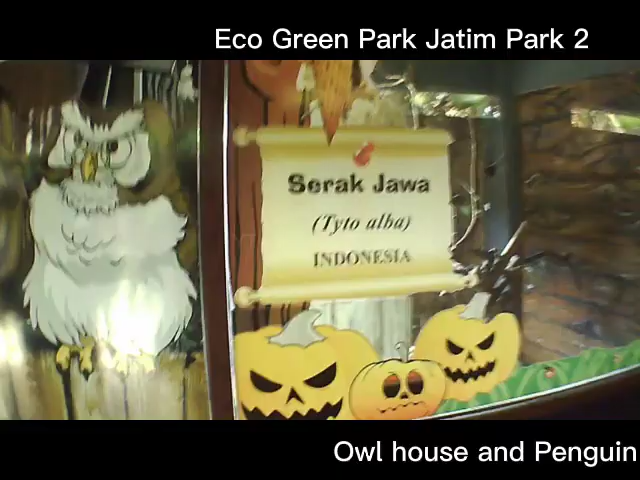 Eco Green Park Jatim Park 2
Serak Jawa
(Tyto alba)
INDONESIA
Owl house and Penguin